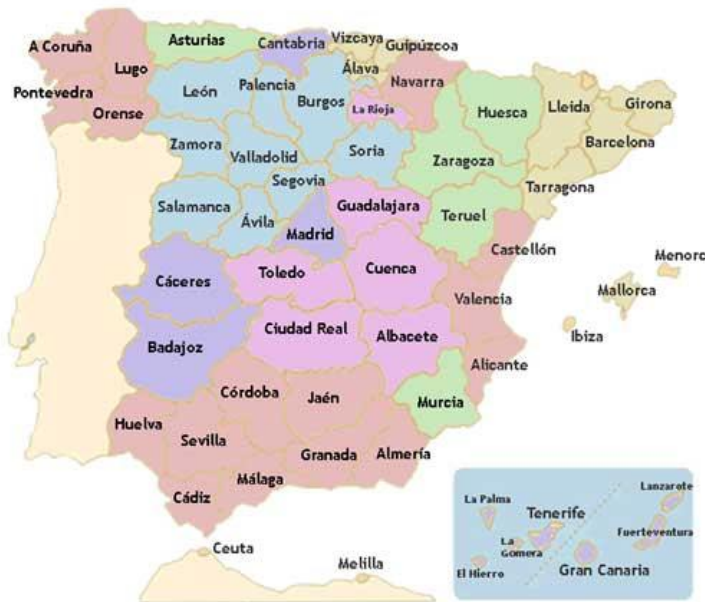 A Coruña
Lugo
Pontevedra
Orense
Asturias
Cantabria
Vizcaya
Guipúzcoa
Álava
Navarra
León
Palencia
Burgos
La Rioja
Huesca
Lleida
Girona
Barcelona
Zamora
Valladolid
Soria
Zaragoza
Tarragona
Segovia
Salamanca
Ávila
Guadalajara
Teruel
Madrid
Castellón
Menorc
Mallorca
Ibiza
Cáceres
Toledo
Cuenca
Valencia
Badajoz
Ciudad Real
Albacete
Alicante
Córdoba
Jaén
Murcia
Huelva
Sevilla
Granada
Almería
Málaga
Cádiz
Ceuta
Melilla
La Palma
Tenerife
La
Gomera
El Hierro
Gran Canaria
Lanzarote
Fuerteventura